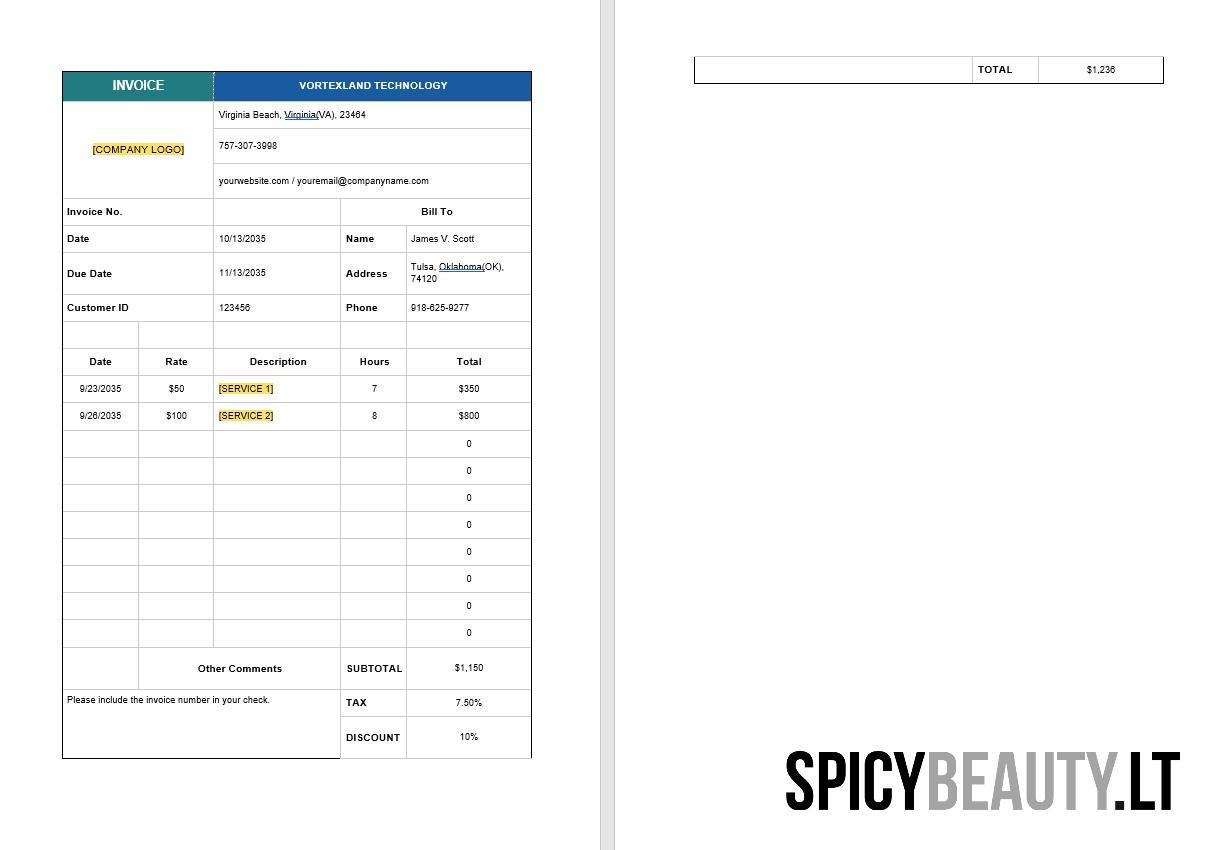 INVOICE VORTEXLAND TECHNOLOGY
[COMPANY LOGO]
Virginia Beach, Virginia(VA), 23464
757-307-3998
yourwebsite.com / youremail@companyname.com
Invoice No. Bill To
Date 10/13/2035 Name James V. Scott
Due Date 11/13/2035 Address Tulsa, Oklahoma(OK),
74120
Customer ID 123456 Phone 918-625-9277
Date Rate Description Hours Total
9/23/2035 $50 [SERVICE 1] 7 $350
9/26/2035 $100 [SERVICE 2] 8 $800
0
0
0
0
0
0
0
0
Other Comments SUBTOTAL $1,150
Please include the invoice number in your check. TAX 7.50%
DISCOUNT 10%
TOTAL $1,236
SPICYBEAUTY.LT